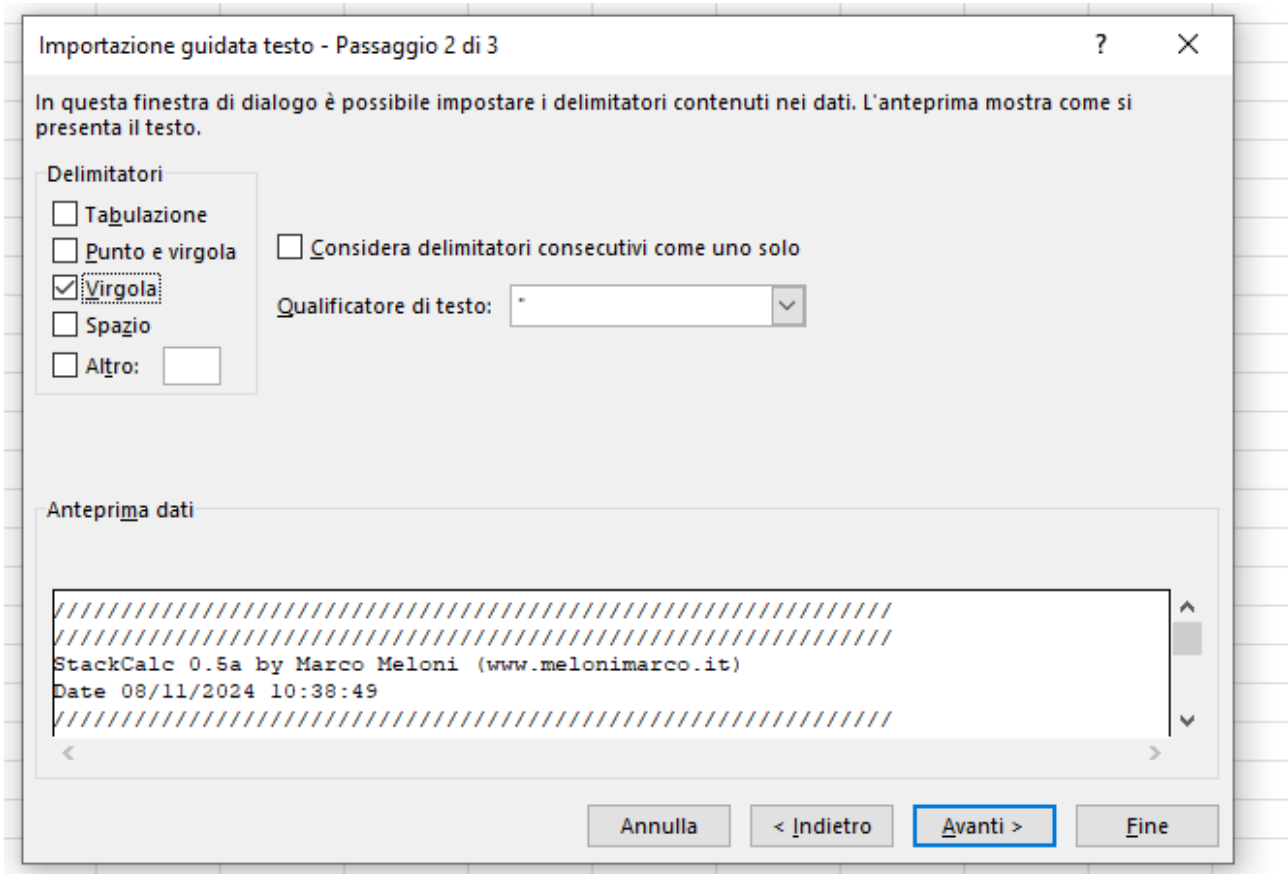 Importazione guidata testo - Passaggio 2 di 3
?
In questa finestra di dialogo è possibile impostare i delimitatori contenuti nei dati. L'anteprima mostra come si
presenta il testo.
Delimitatori
Tabulazione
Punto e virgola
Virgola
Spazio
Altro:
Considera delimitatori consecutivi come uno solo
Qualificatore di testo: "
Anteprima dati
//////////////////////////////////////////////////////////////
//////////////////////////////////////////////////////////////
StackCalc 0.5a by Marco Meloni (www.melonimarco.it)
Date 08/11/2024 10:38:49
//////////////////////////////////////////////////////////////
Annulla
< Indietro
Avanti >
Fine